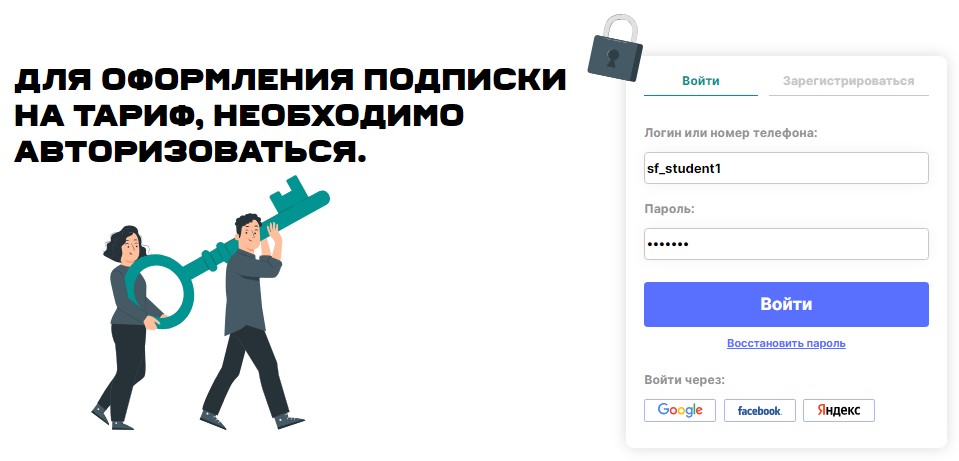 ДЛЯ ОФОРМЛЕНИЯ ПОДПИСКИ
НА ТАРИФ, НЕОБХОДИМО
АВТОРИЗОВАТЬСЯ.
Войти
Зарегистрироваться
Логин или номер телефона:
sf_student1
Пароль:
•••••••
Войти
Восстановить пароль
Войти через:
Google
facebook.
Яндекс